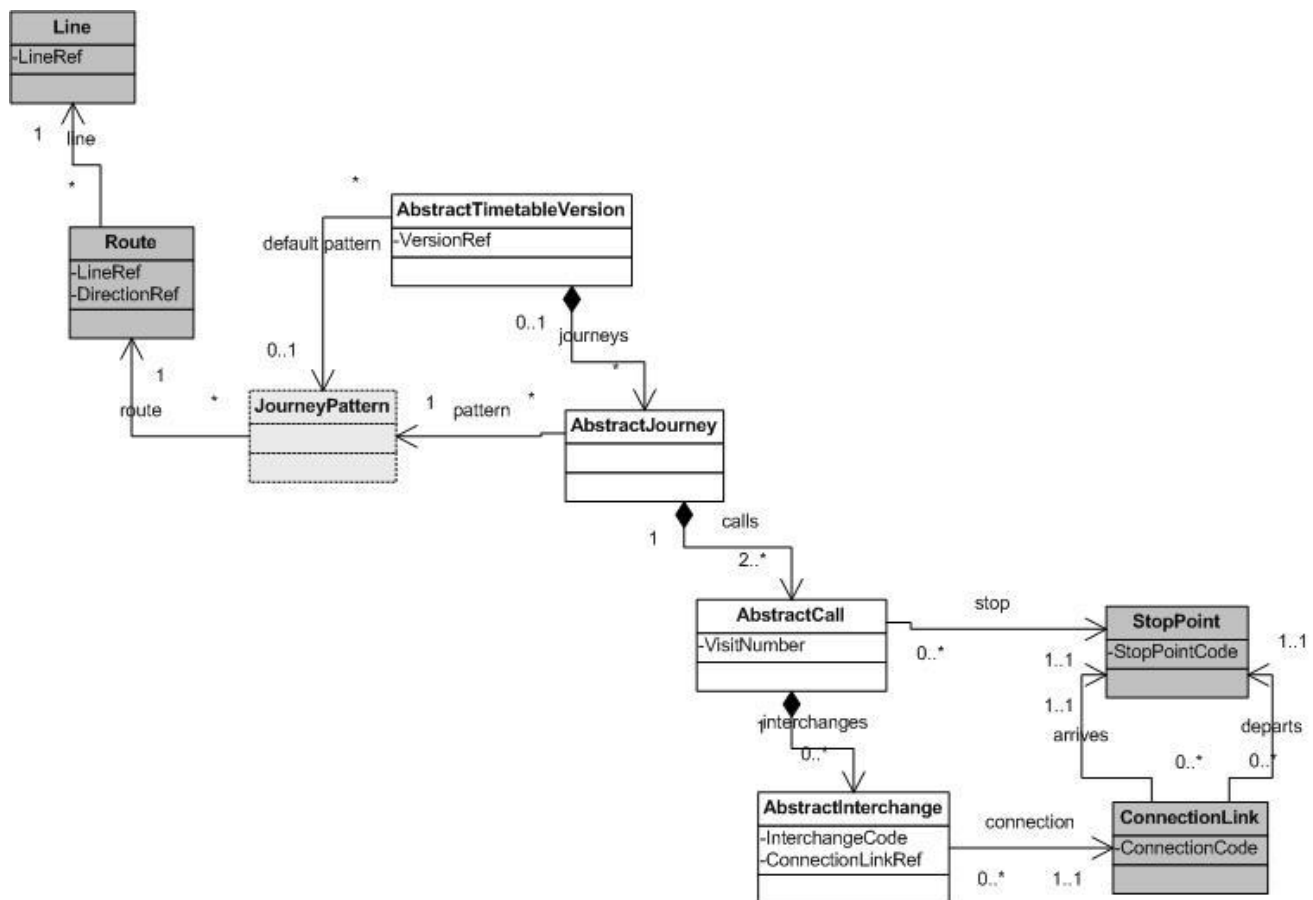 Line
-LineRef
1
line
*
*
AbstractTimetableVersion
-VersionRef
default pattern
Route
-LineRef
-DirectionRef
0..1
journeys
0..1
*
1
*
JourneyPattern
1
pattern
*
route
AbstractJourney
calls
1
2..*
AbstractCall
-VisitNumber
stop
0..*
1..1
StopPoint
-StopPointCode
1..1
1..1
arrives
departs
1
interchanges
0..*
0..*
0..*
AbstractInterchange
-InterchangeCode
-ConnectionLinkRef
connection
0..*
1..1
ConnectionLink
-ConnectionCode